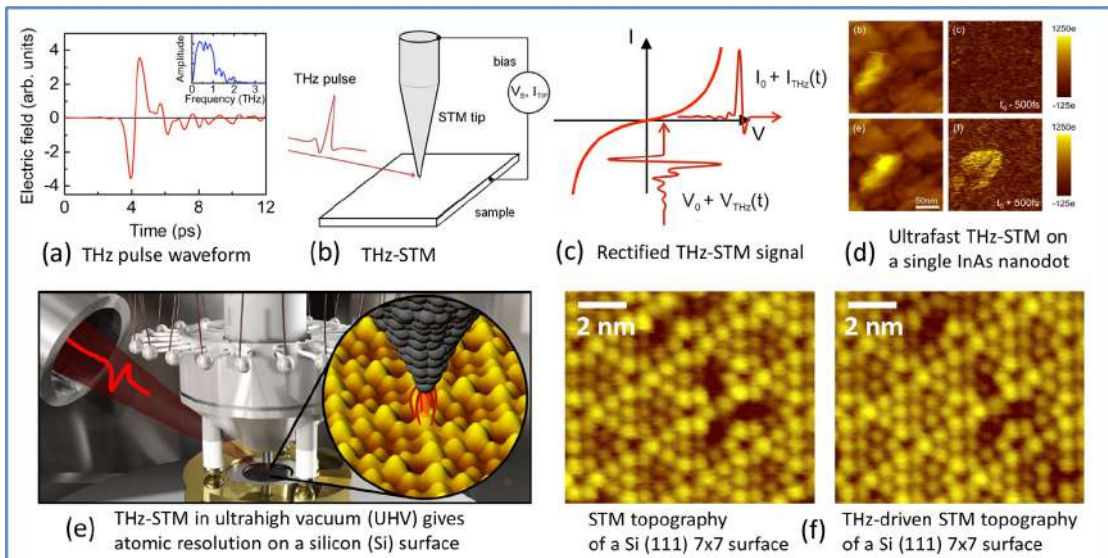 Electric field (arb. units)
4
2
0
-2
-4
0 4 8 12
Time (ps)
Amplitude
0 1 2 3
Frequency (THz)
(a) THz pulse waveform
THz pulse
STM tip
bias
sample
(b) THz-STM
I
I₀ + I_THz(t)
V
V₀ + V_THz(t)
(c) Rectified THz-STM signal
(b)
(c)
1250e
-125e
t₀ - 500fs
(e)
(f)
1250e
-125e
50nm
t₀ + 500fs
(d) Ultrafast THz-STM on
a single InAs nanodot
(e) THz-STM in ultrahigh vacuum (UHV) gives
atomic resolution on a silicon (Si) surface
2 nm
2 nm
STM topography
of a Si (111) 7x7 surface
(f)
THz-driven STM topography
of a Si (111) 7x7 surface